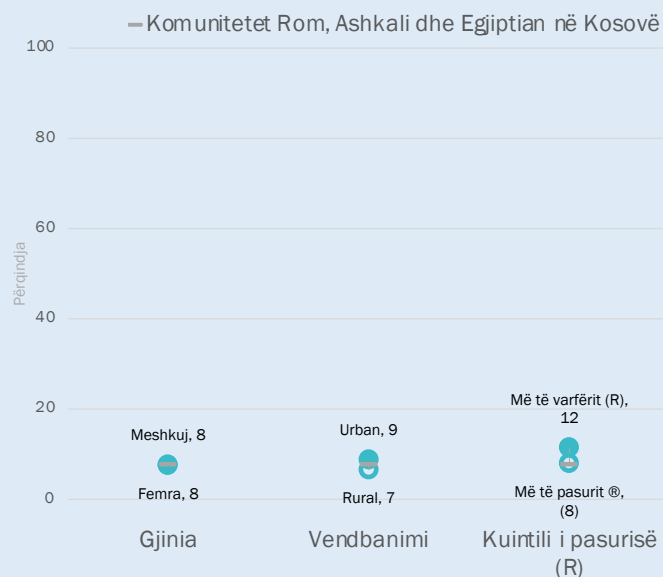 Komunitetet Rom, Ashkali dhe Egjiptian në Kosovë
100
80
60
40
20
0
Përqindja
Meshkuj, 8
Femra, 8
Urban, 9
Rural, 7
Më të varfërit (R),
12
Më të pasurit ®,
(8)
Gjinia
Vendbanimi
Kuintili i pasurisë
(R)